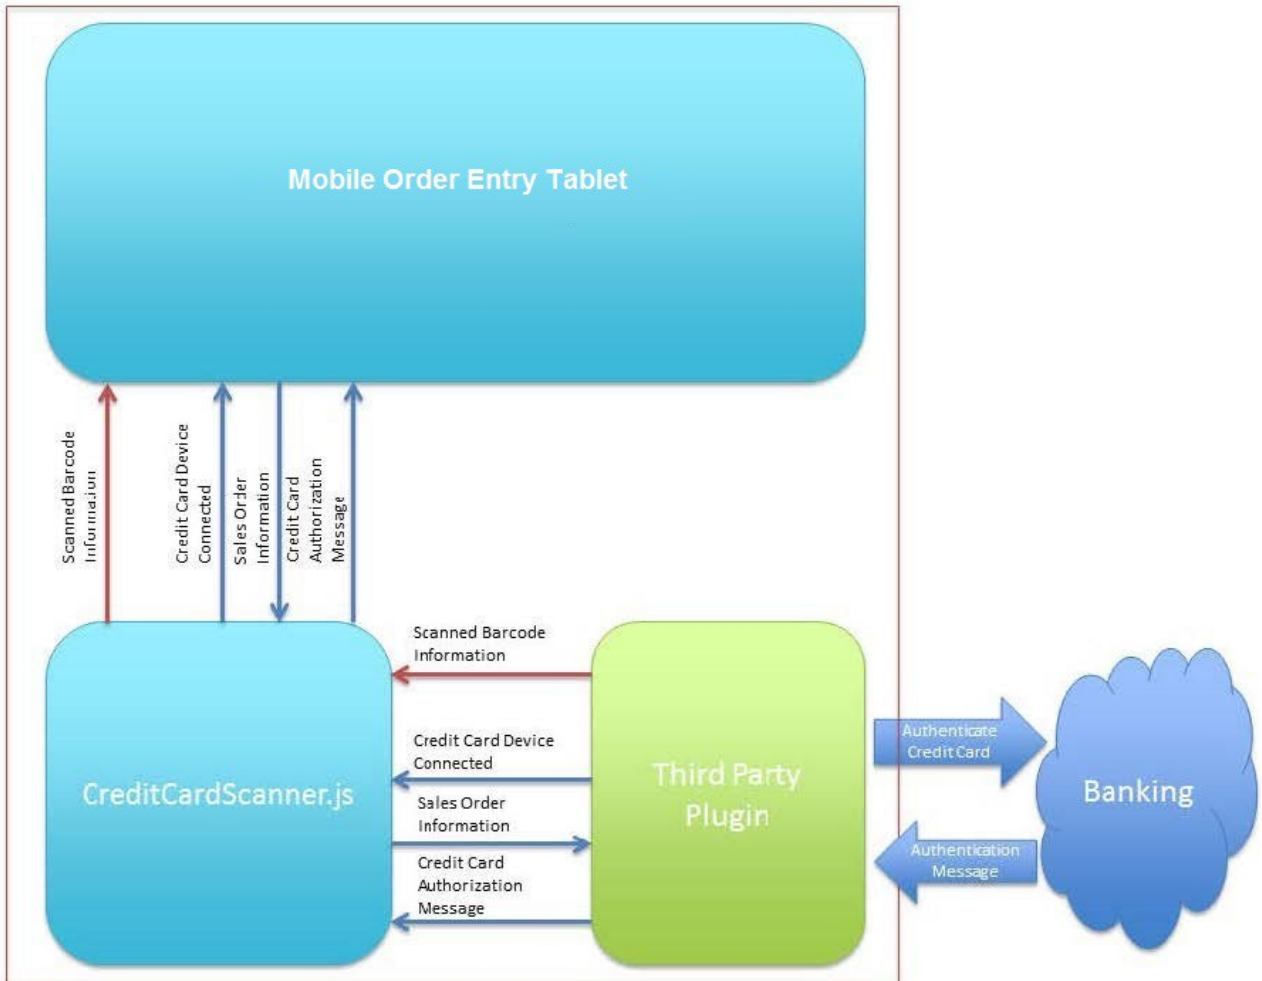 Mobile Order Entry Tablet
Scanned Barcode
Information
Credit Card Device
Connected
Sales Order
Information
Credit Card
Authorization
Message
Scanned Barcode
Information
Credit Card Device
Connected
Sales Order
Information
Credit Card
Authorization
Message
CreditCardScanner.js
Third Party
Plugin
Authenticate
Credit Card
Authentication
Message
Banking